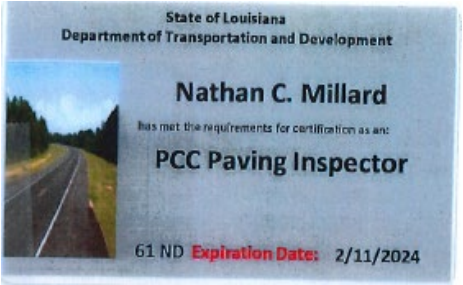 State of Louisiana
Department of Transportation and Development
Nathan C. Millard
has met the requirements for certification as an:
PCC Paving Inspector
61 ND Expiration Date: 2/11/2024